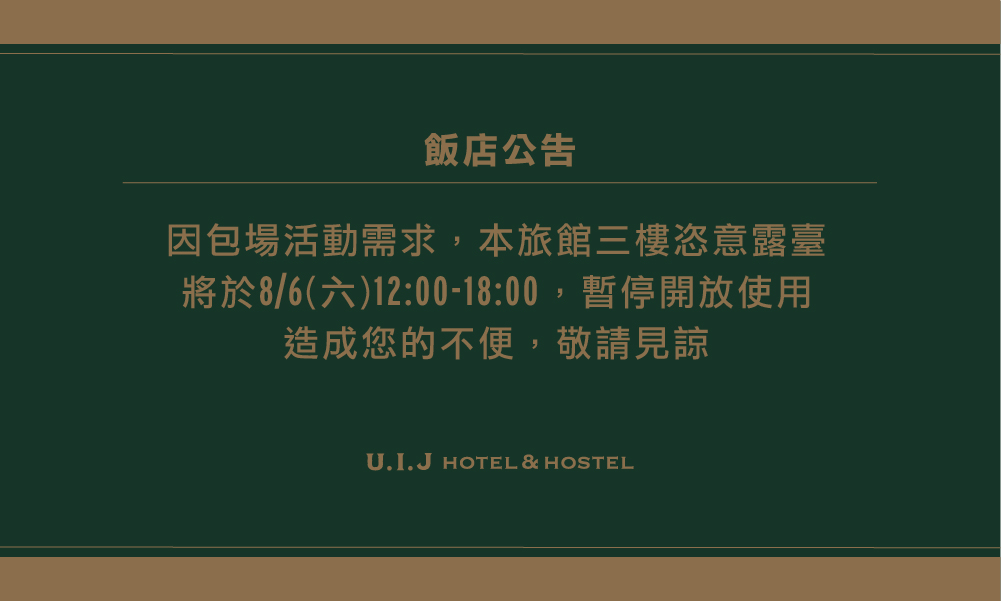 飯店公告
因包場活動需求，本旅館三樓恣意露臺
將於8/6(六)12:00-18:00，暫停開放使用
造成您的不便，敬請見諒
U.I.J HOTEL & HOSTEL